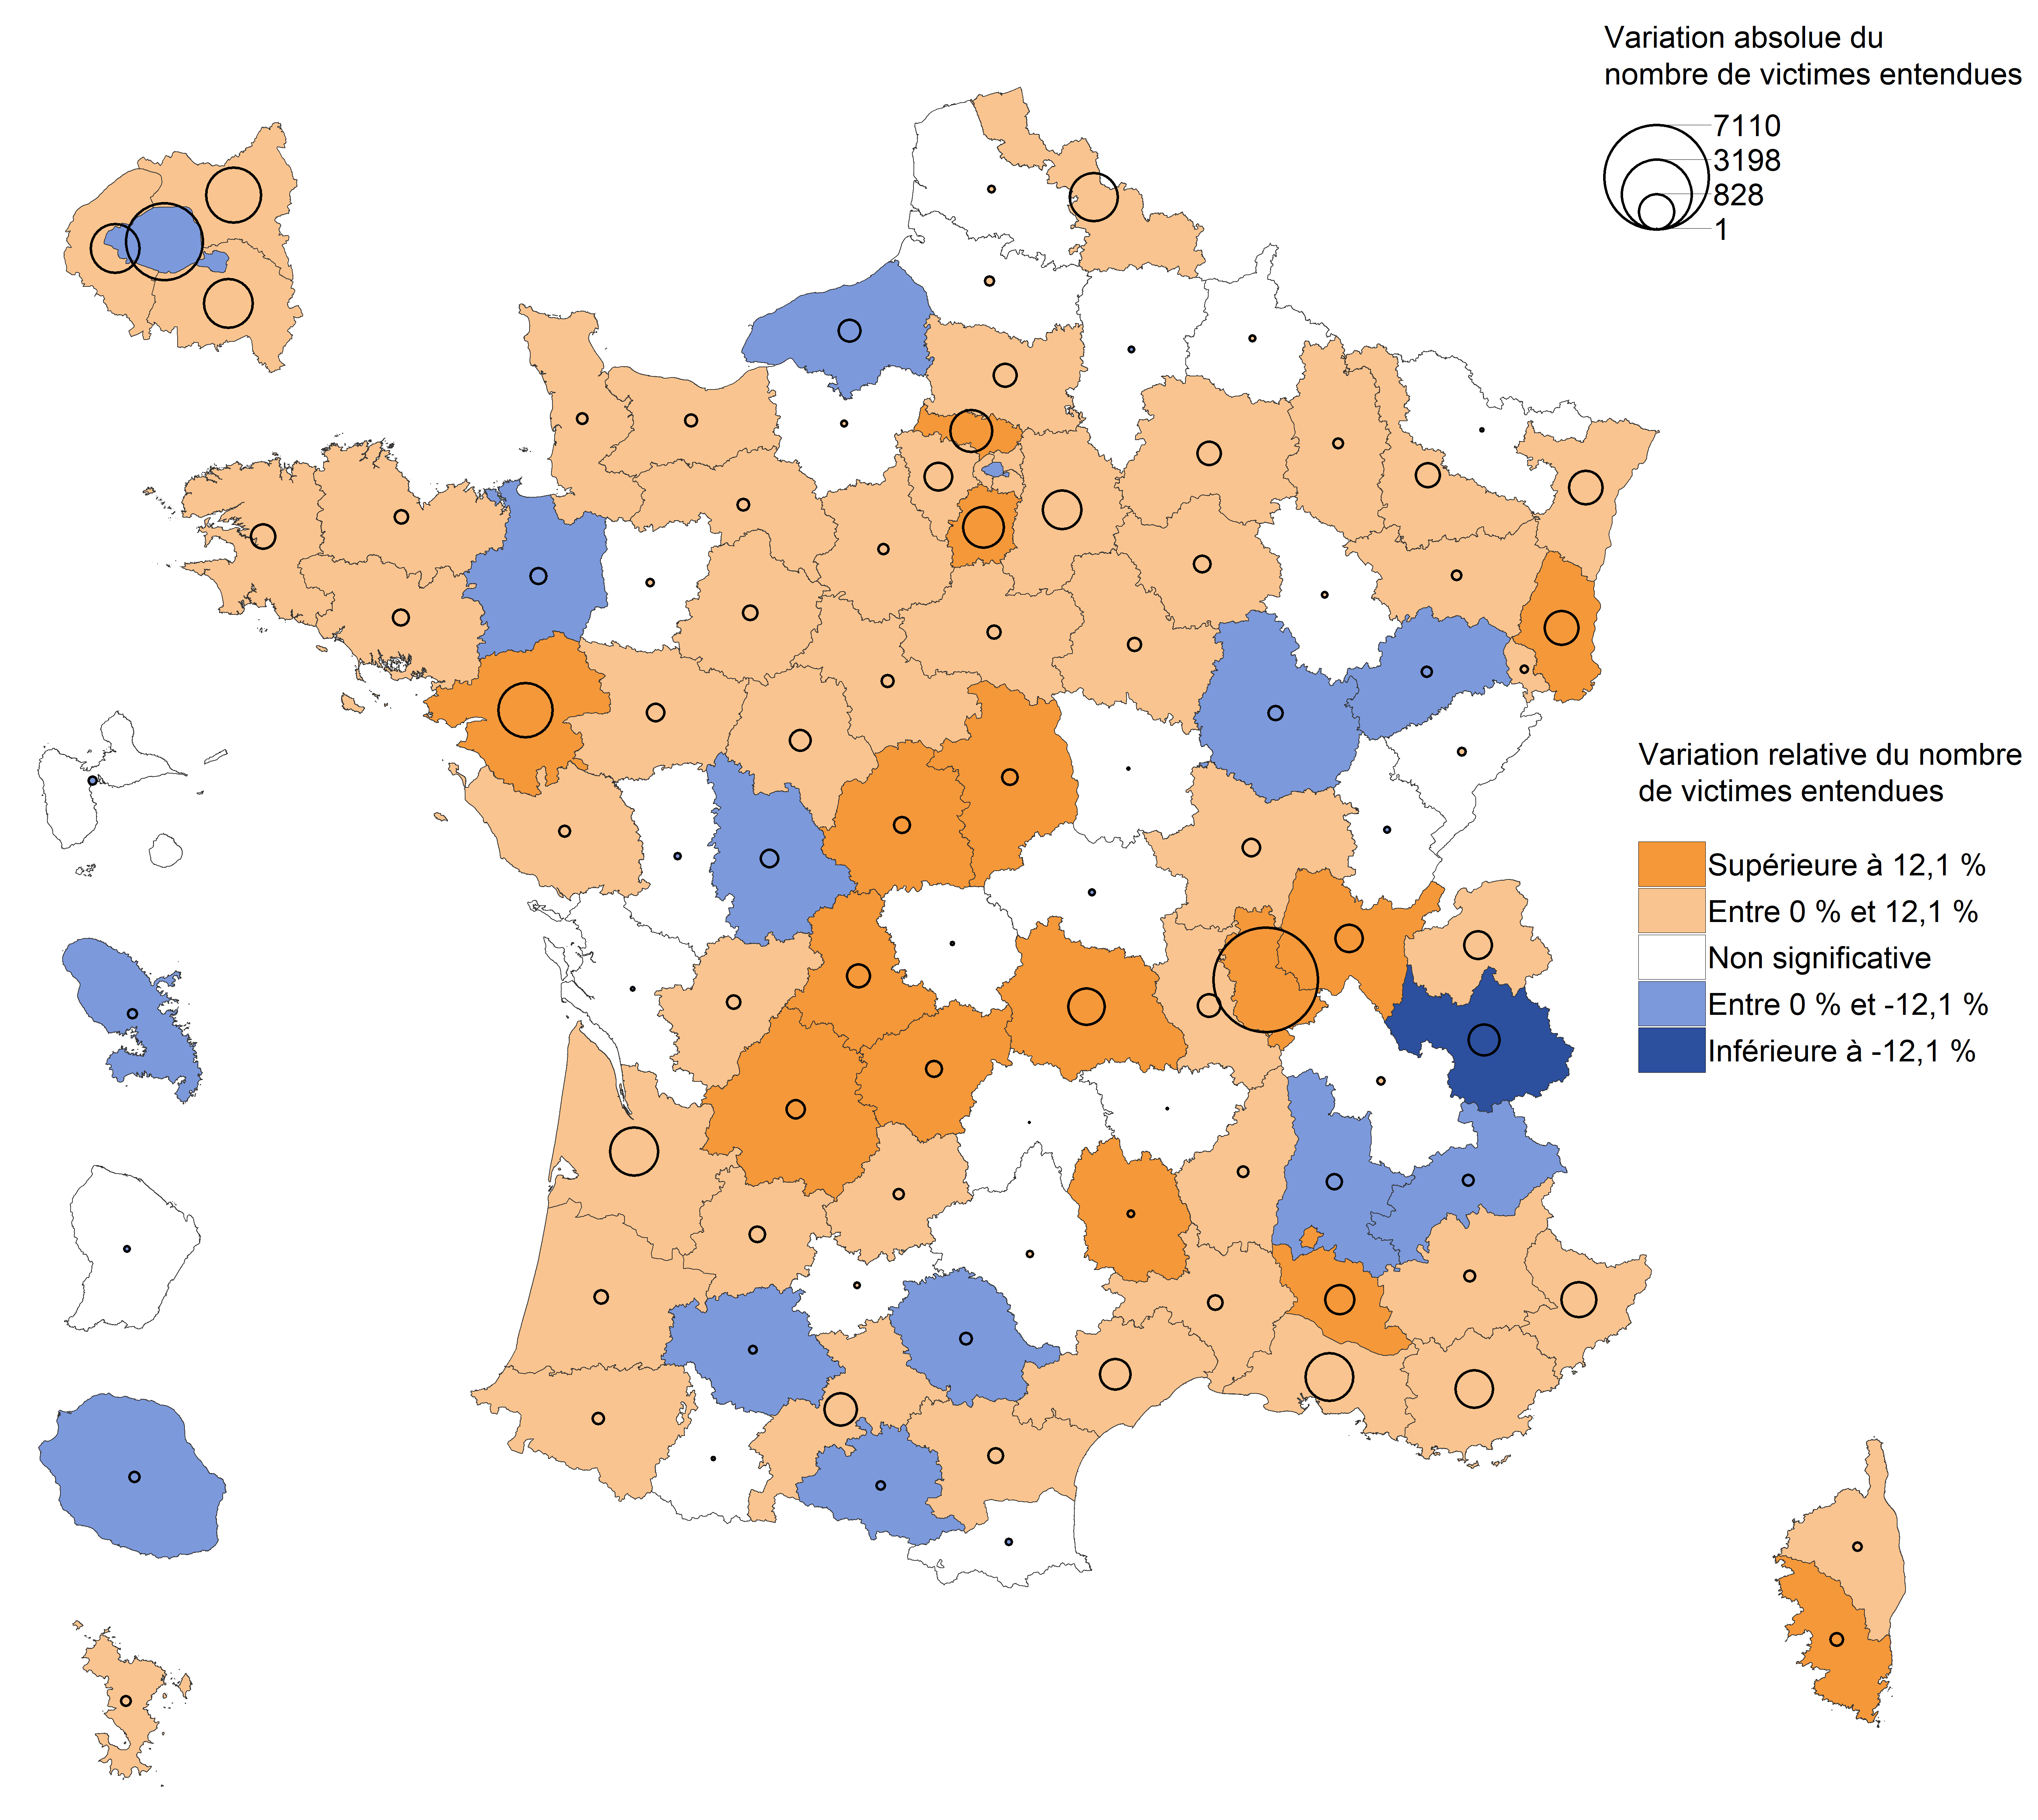 Variation absolue du
nombre de victimes entendues
7110
3198
828
1
Variation relative du nombre
de victimes entendues
Supérieure à 12,1 %
Entre 0 % et 12,1 %
Non significative
Entre 0 % et -12,1 %
Inférieure à -12,1 %